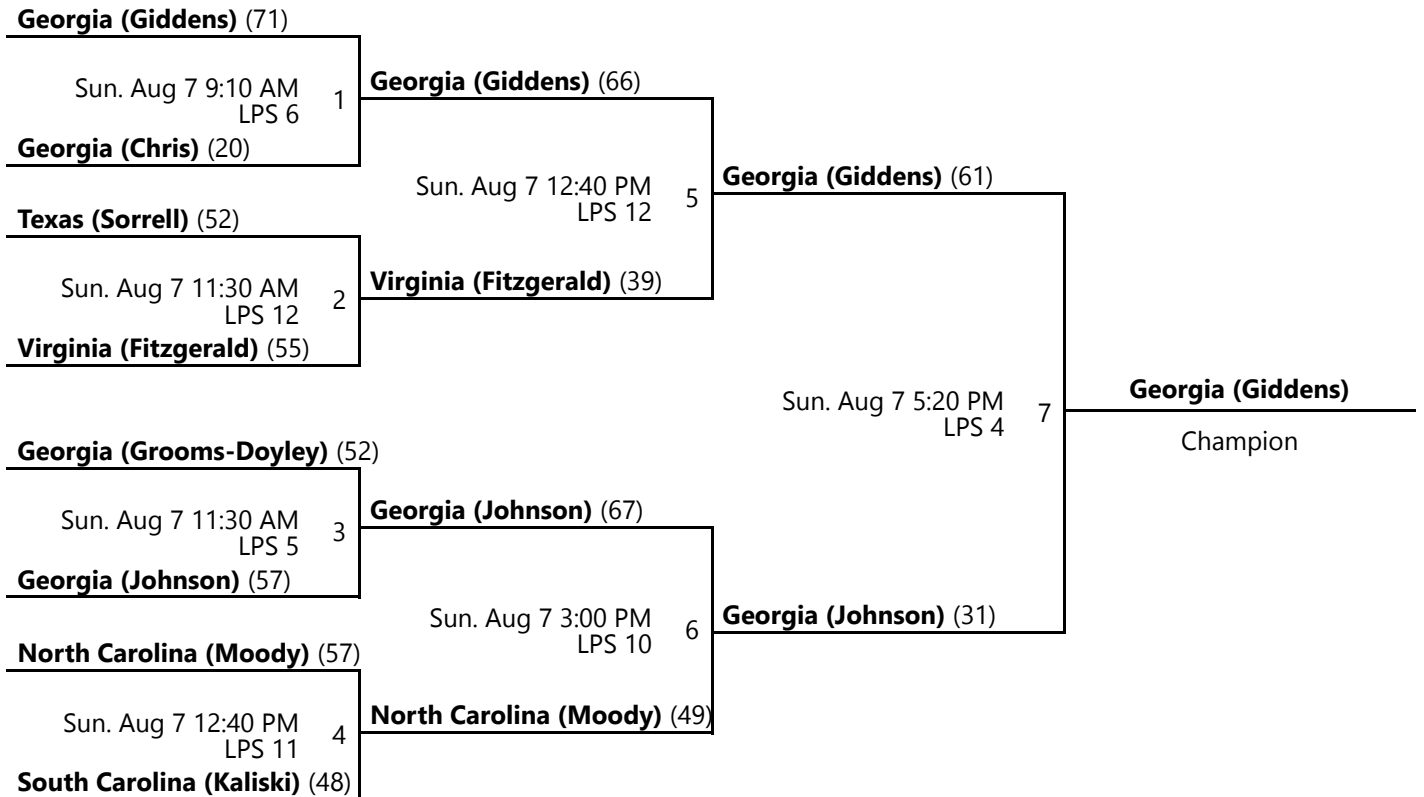 Georgia (Giddens) (71)
Sun. Aug 7 9:10 AM
LPS 6
1
Georgia (Chris) (20)
Georgia (Giddens) (66)
Texas (Sorrell) (52)
Sun. Aug 7 11:30 AM
LPS 12
2
Virginia (Fitzgerald) (55)
Sun. Aug 7 12:40 PM
LPS 12
5
Virginia (Fitzgerald) (39)
Georgia (Giddens) (61)
Georgia (Grooms-Doyley) (52)
Sun. Aug 7 11:30 AM
LPS 5
3
Georgia (Johnson) (57)
Georgia (Johnson) (67)
North Carolina (Moody) (57)
Sun. Aug 7 12:40 PM
LPS 11
4
South Carolina (Kaliski) (48)
Sun. Aug 7 3:00 PM
LPS 10
6
North Carolina (Moody) (49)
Georgia (Johnson) (31)
Sun. Aug 7 5:20 PM
LPS 4
7
Georgia (Giddens)
Champion